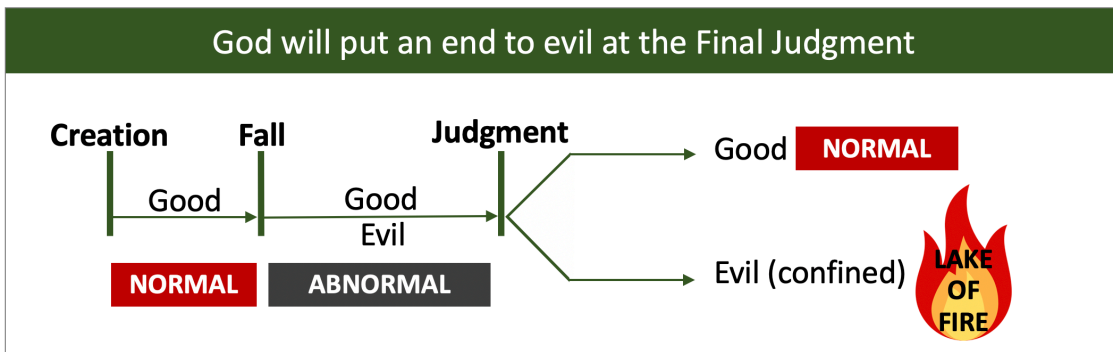 God will put an end to evil at the Final Judgment
Creation
Fall
Judgment
Good
Good
Evil
NORMAL
ABNORMAL
Good
NORMAL
Evil (confined)
LAKE
OF
FIRE